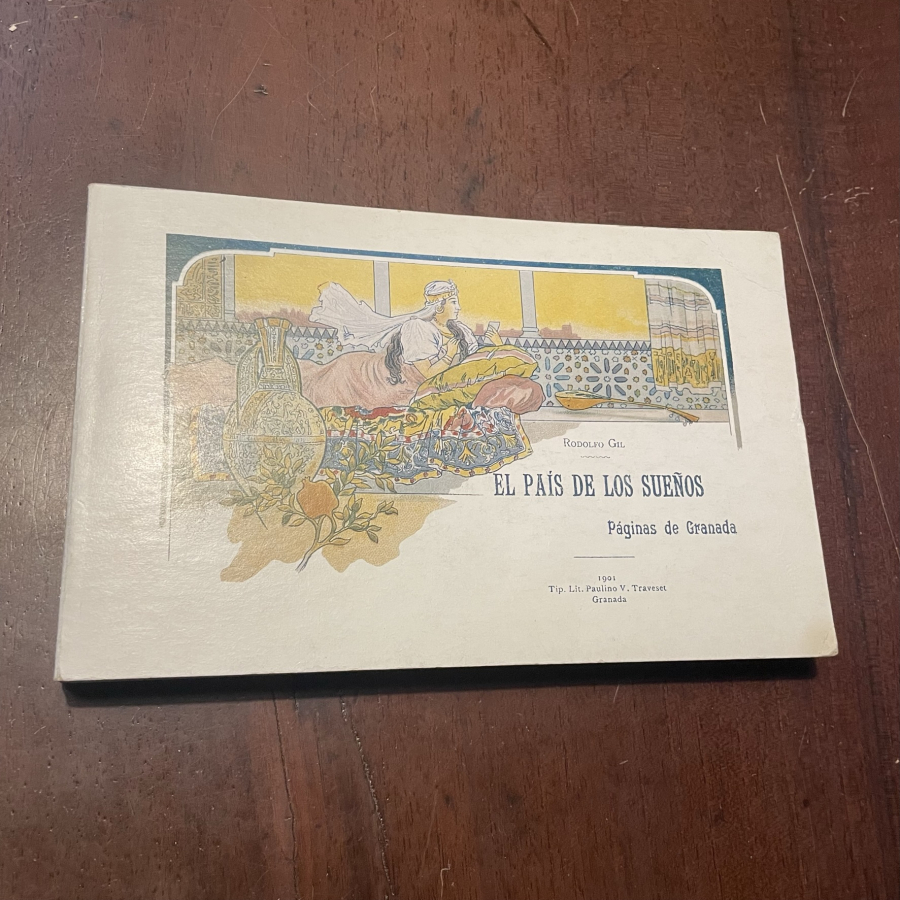 Rodolfo Gil
EL PAÍS DE LOS SUEÑOS
Páginas de Granada
1901
Tip. Lit. Paulino V. Traveset
Granada